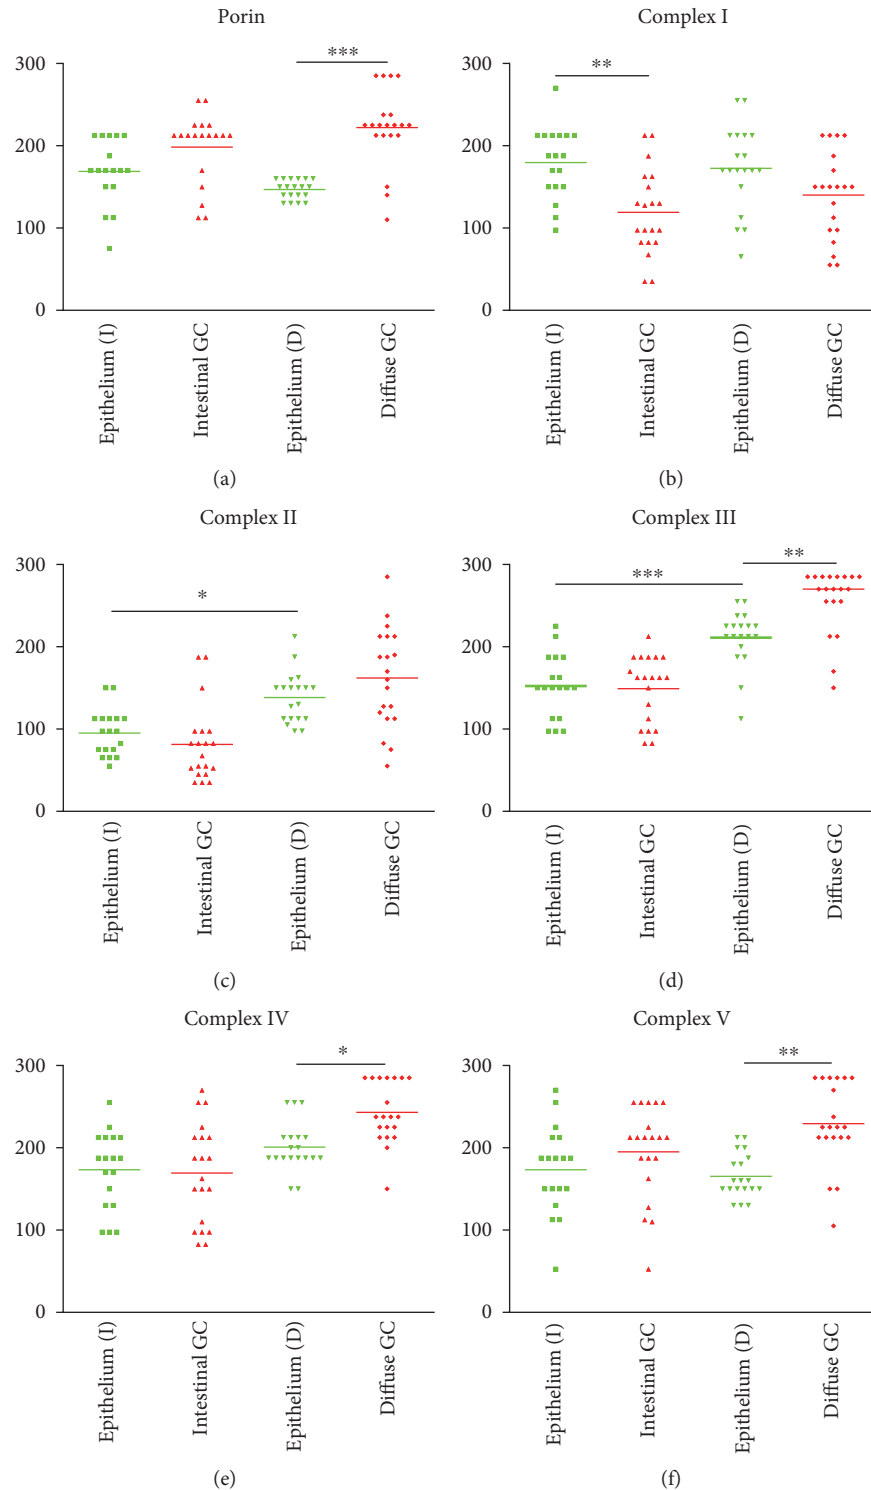 Porin
***
300
200
100
0
Epithelium (I)
Intestinal GC
Epithelium (D)
Diffuse GC
(a)
Complex I
**
300
200
100
0
Epithelium (I)
Intestinal GC
Epithelium (D)
Diffuse GC
(b)
Complex II
*
300
200
100
0
Epithelium (I)
Intestinal GC
Epithelium (D)
Diffuse GC
(c)
Complex III
***
**
300
200
100
0
Epithelium (I)
Intestinal GC
Epithelium (D)
Diffuse GC
(d)
Complex IV
*
300
200
100
0
Epithelium (I)
Intestinal GC
Epithelium (D)
Diffuse GC
(e)
Complex V
**
300
200
100
0
Epithelium (I)
Intestinal GC
Epithelium (D)
Diffuse GC
(f)